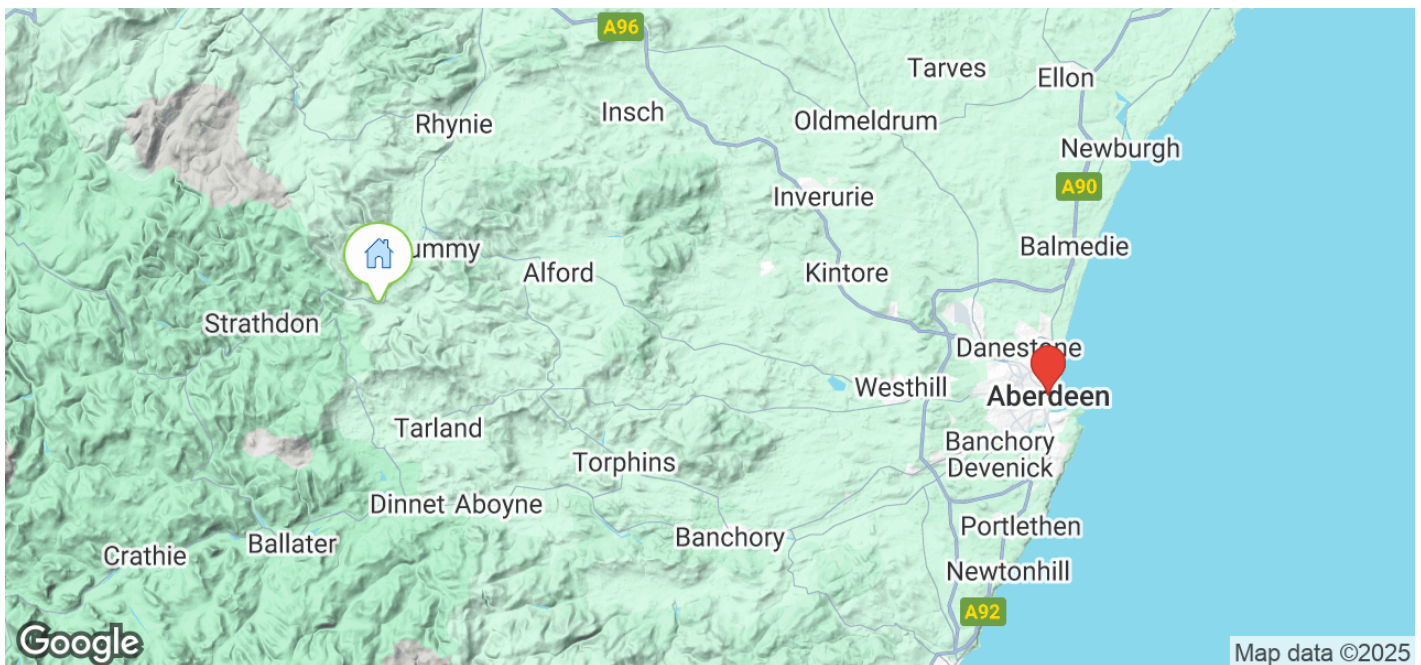 A96
Tarves
Ellon
Rhynie
Insch
Oldmeldrum
Newburgh
A90
Inverurie
ummy
Balmedie
Alford
Kintore
Strathdon
Danestone
Westhill
Aberdeen
Tarland
Banchory
Devenick
Torphins
Dinnet Aboyne
Portlethen
Banchory
Ballater
Crathie
Newtonhill
A92
Google
Map data ©2025